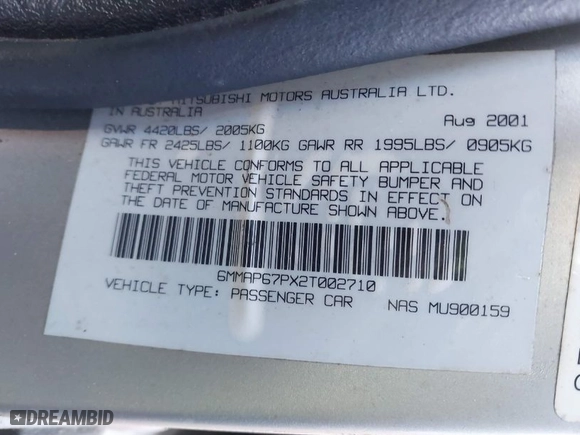 MITSUBISHI MOTORS AUSTRALIA LTD.
IN AUSTRALIA Aug 2001
GVWR 4420LBS/ 2005KG
GAWR FR 2425LBS/ 1100KG GAWR RR 1995LBS/ 0905KG
THIS VEHICLE CONFORMS TO ALL APPLICABLE
FEDERAL MOTOR VEHICLE SAFETY BUMPER AND
THEFT PREVENTION STANDARDS IN EFFECT ON
THE DATE OF MANUFACTURE SHOWN ABOVE.
6MMAP67PX2T002710
VEHICLE TYPE: PASSENGER CAR NAS MU900159
DREAMBID